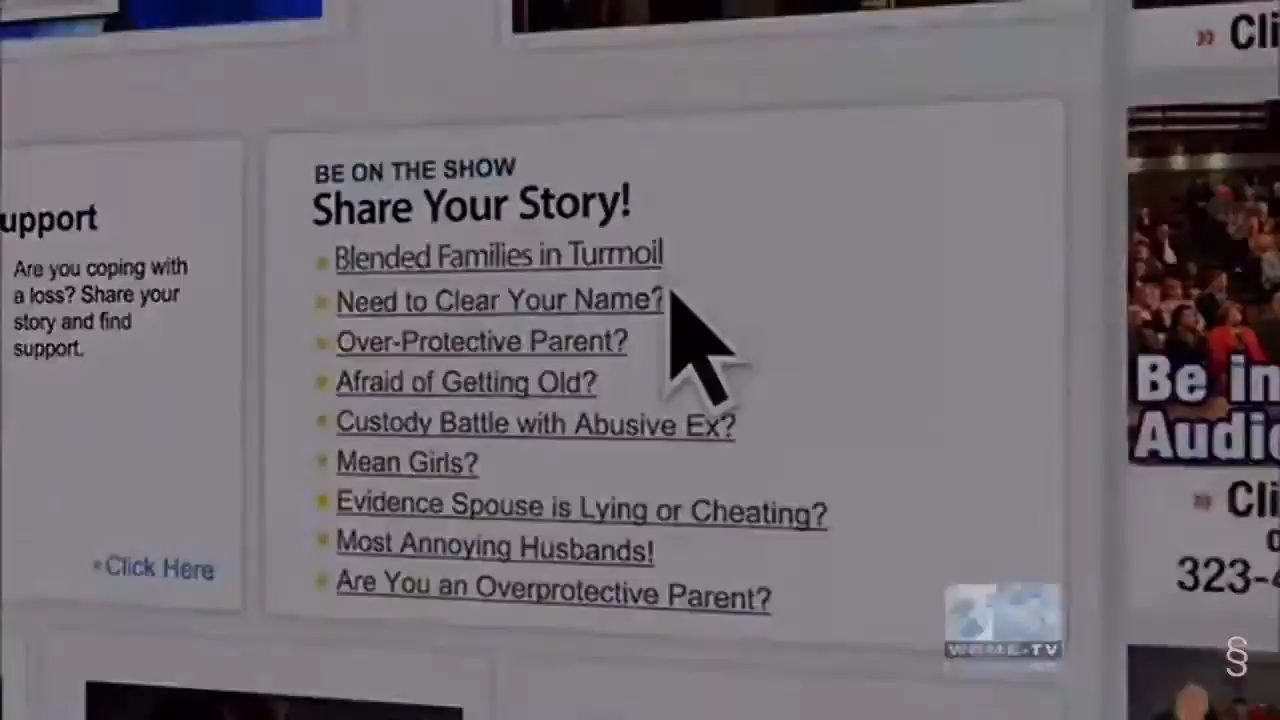 upport
Are you coping with
a loss? Share your
story and find
support.
Click Here
BE ON THE SHOW
Share Your Story!
Blended Families in Turmoil
Need to Clear Your Name?
Over-Protective Parent?
Afraid of Getting Old?
Custody Battle with Abusive Ex?
Mean Girls?
Evidence Spouse is Lying or Cheating?
Most Annoying Husbands!
Are You an Overprotective Parent?
» Cli
Be in
Audi
» Cli
323-